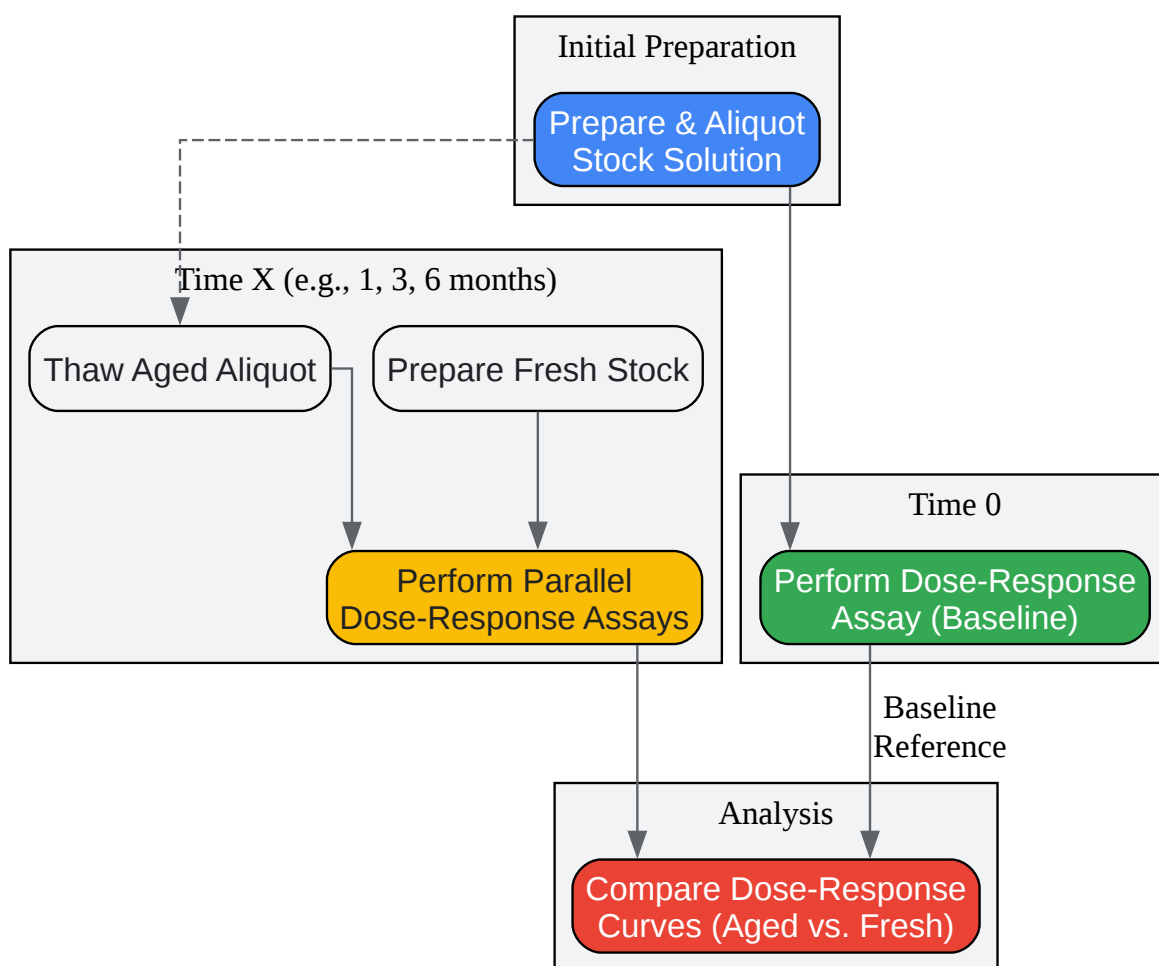 Initial Preparation
Prepare & Aliquot
Stock Solution
Time X (e.g., 1, 3, 6 months)
Thaw Aged Aliquot
Prepare Fresh Stock
Perform Parallel
Dose-Response Assays
Time 0
Perform Dose-Response
Assay (Baseline)
Baseline
Reference
Analysis
Compare Dose-Response
Curves (Aged vs. Fresh)